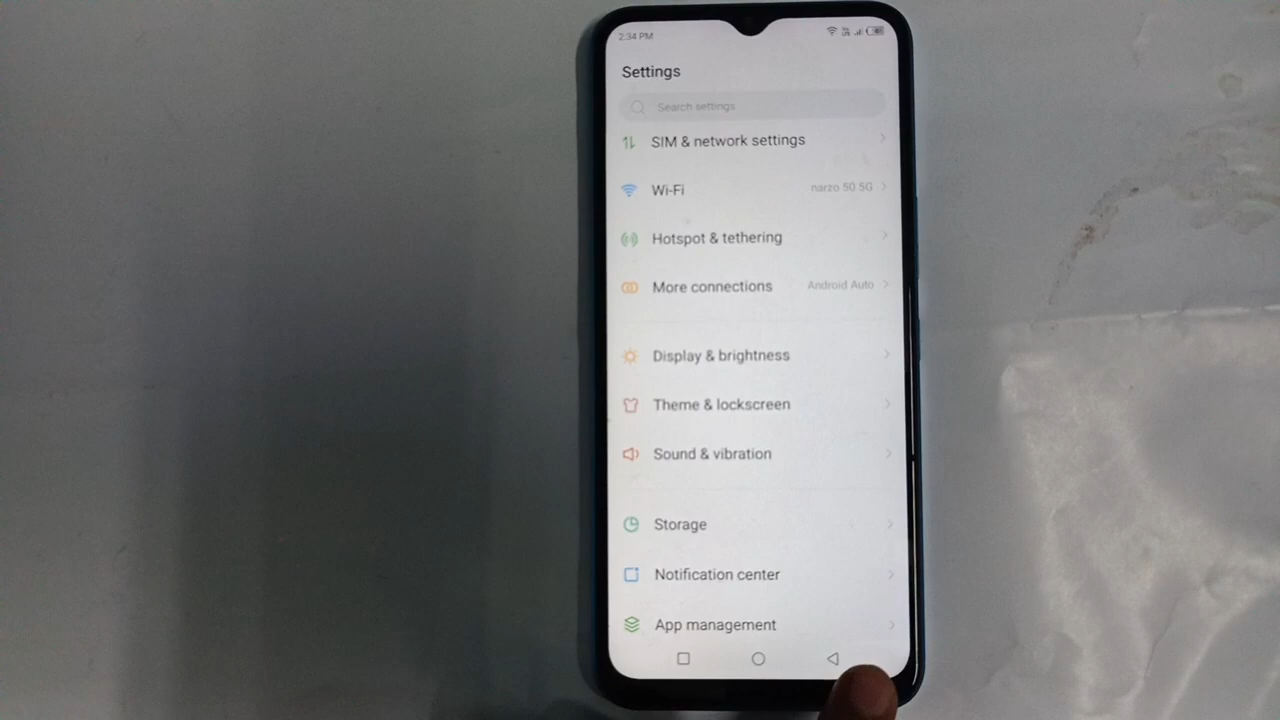 2:34 PM
Settings
Search settings
SIM & network settings
Wi-Fi narzo 50 5G
Hotspot & tethering
More connections Android Auto
Display & brightness
Theme & lockscreen
Sound & vibration
Storage
Notification center
App management